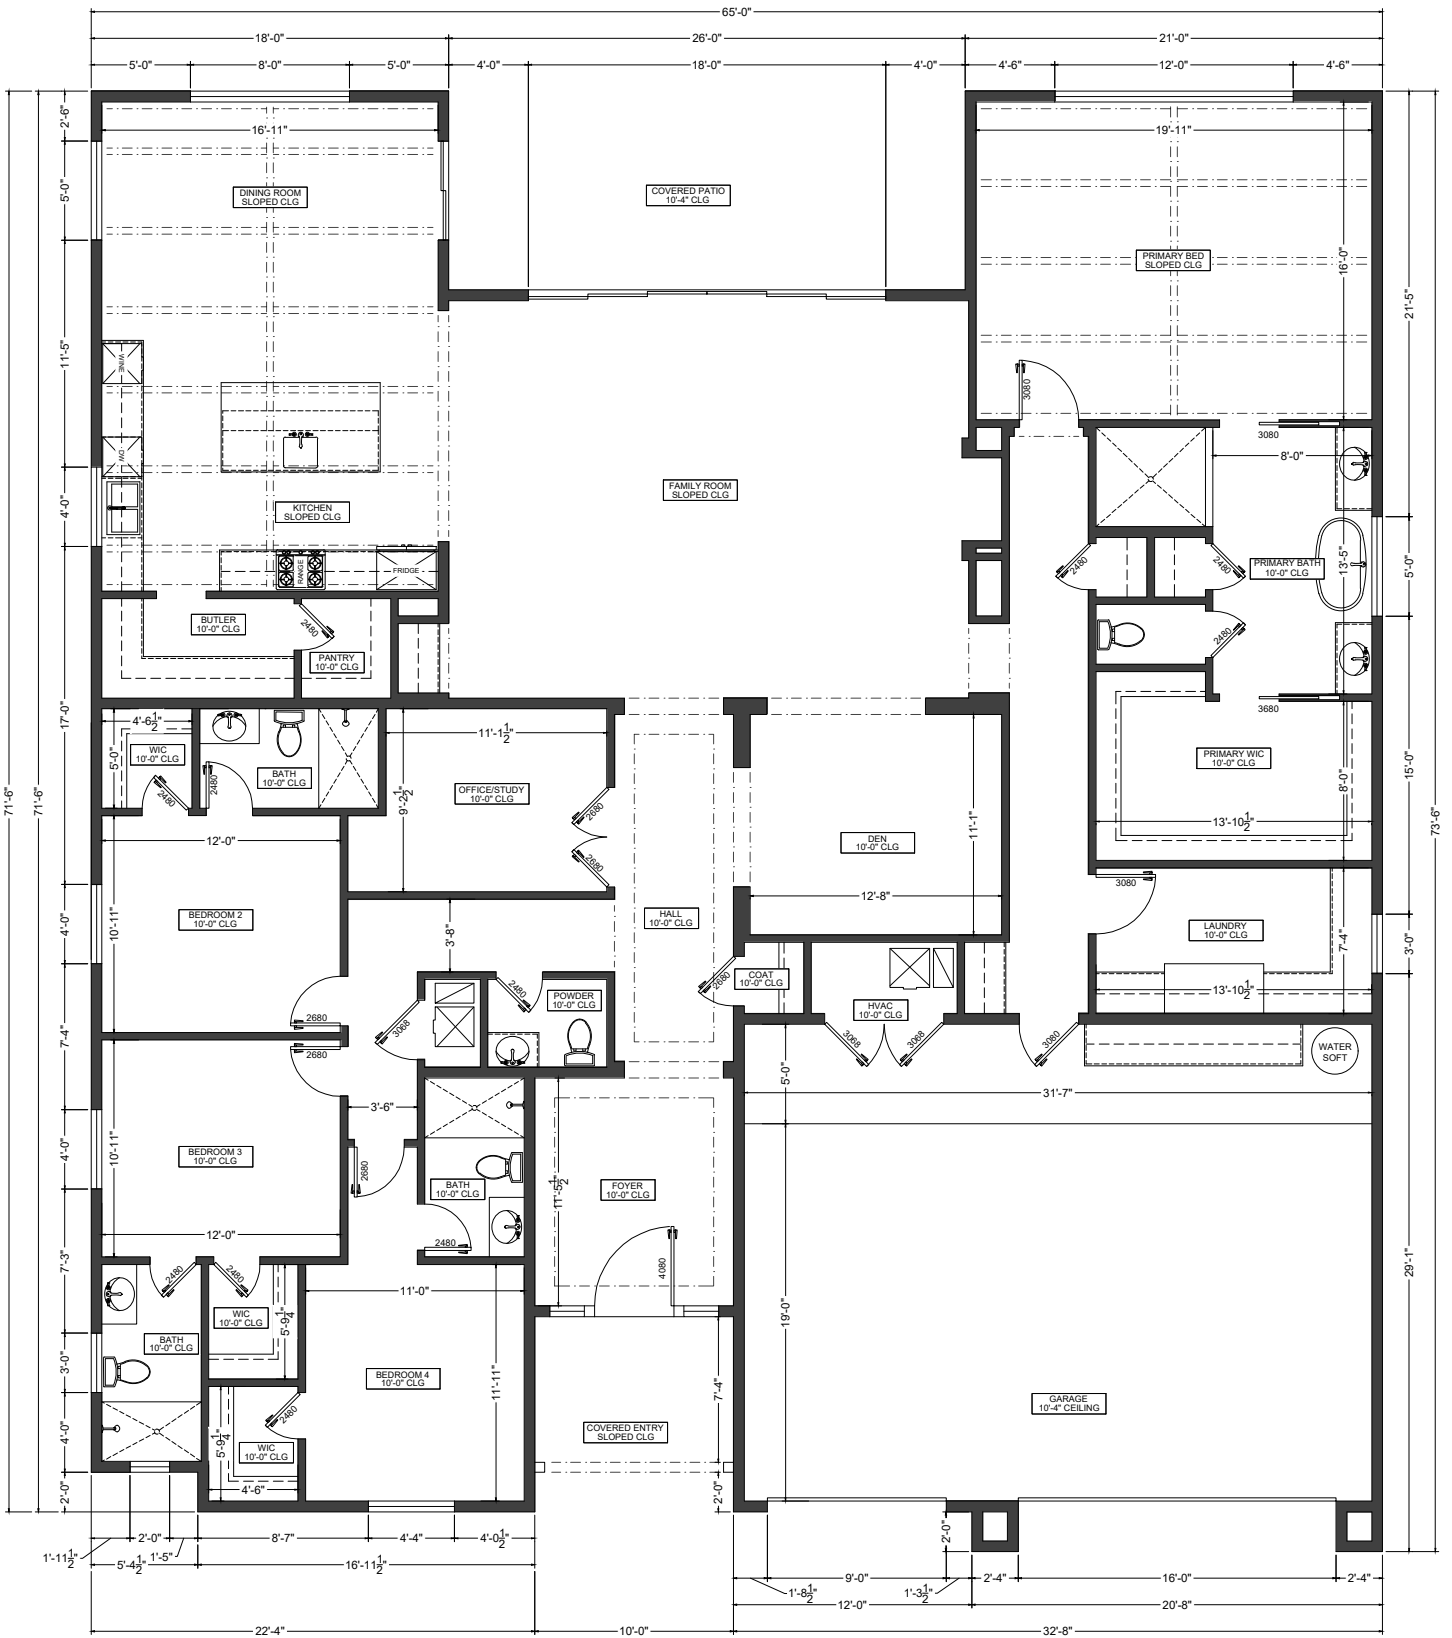 65'-0"
18'-0"
26'-0"
21'-0"
5'-0"
8'-0"
5'-0"
4'-0"
18'-0"
4'-0"
4'-6"
12'-0"
4'-6"
71'-6"
71'-6"
2'-6"
5'-0"
11'-5"
4'-0"
17'-0"
4'-0"
7'-4"
4'-0"
7'-3"
3'-0"
4'-0"
2'-0"
16'-11"
DINING ROOM
SLOPED CLG
COVERED PATIO
10'-4" CLG
19'-11"
PRIMARY BED
SLOPED CLG
16'-0"
3080
21'-5"
73'-6"
WINE
DW
KITCHEN
SLOPED CLG
RANGE
FRIDGE
FAMILY ROOM
SLOPED CLG
3080
8'-0"
PRIMARY BATH
10'-0" CLG
13'-5"
2480
2480
2480
5'-0"
BUTLER
10'-0" CLG
2480
PANTRY
10'-0" CLG
3680
4'-6 1/2"
5'-0"
WIC
10'-0" CLG
2480
BATH
10'-0" CLG
2480
11'-1 1/2"
9'-2 1/2"
OFFICE/STUDY
10'-0" CLG
2680
2680
DEN
10'-0" CLG
11'-1"
12'-8"
PRIMARY WIC
10'-0" CLG
8'-0"
13'-10 1/2"
15'-0"
12'-0"
BEDROOM 2
10'-0" CLG
10'-11"
2680
3'-8"
HALL
10'-0" CLG
3080
LAUNDRY
10'-0" CLG
7'-4"
13'-10 1/2"
3'-0"
2480
POWDER
10'-0" CLG
3068
2680
COAT
10'-0" CLG
HVAC
10'-0" CLG
3068
3068
3080
WATER
SOFT
2680
5'-0"
31'-7"
3'-6"
10'-11"
BEDROOM 3
10'-0" CLG
12'-0"
2680
BATH
10'-0" CLG
2480
11'-5 1/2"
FOYER
10'-0" CLG
4080
19'-0"
29'-1"
2480
2480
BATH
10'-0" CLG
WIC
10'-0" CLG
5'-9 1/4"
11'-0"
BEDROOM 4
10'-0" CLG
11'-11"
2480
WIC
10'-0" CLG
5'-9 1/4"
4'-6"
COVERED ENTRY
SLOPED CLG
7'-4"
2'-0"
GARAGE
10'-4" CEILING
2'-0"
1'-11 1/2"
2'-0"
1'-5"
8'-7"
4'-4"
4'-0 1/2"
5'-4 1/2"
16'-11 1/2"
1'-8 1/2"
9'-0"
1'-3 1/2"
2'-4"
16'-0"
2'-4"
12'-0"
20'-8"
22'-4"
10'-0"
32'-8"